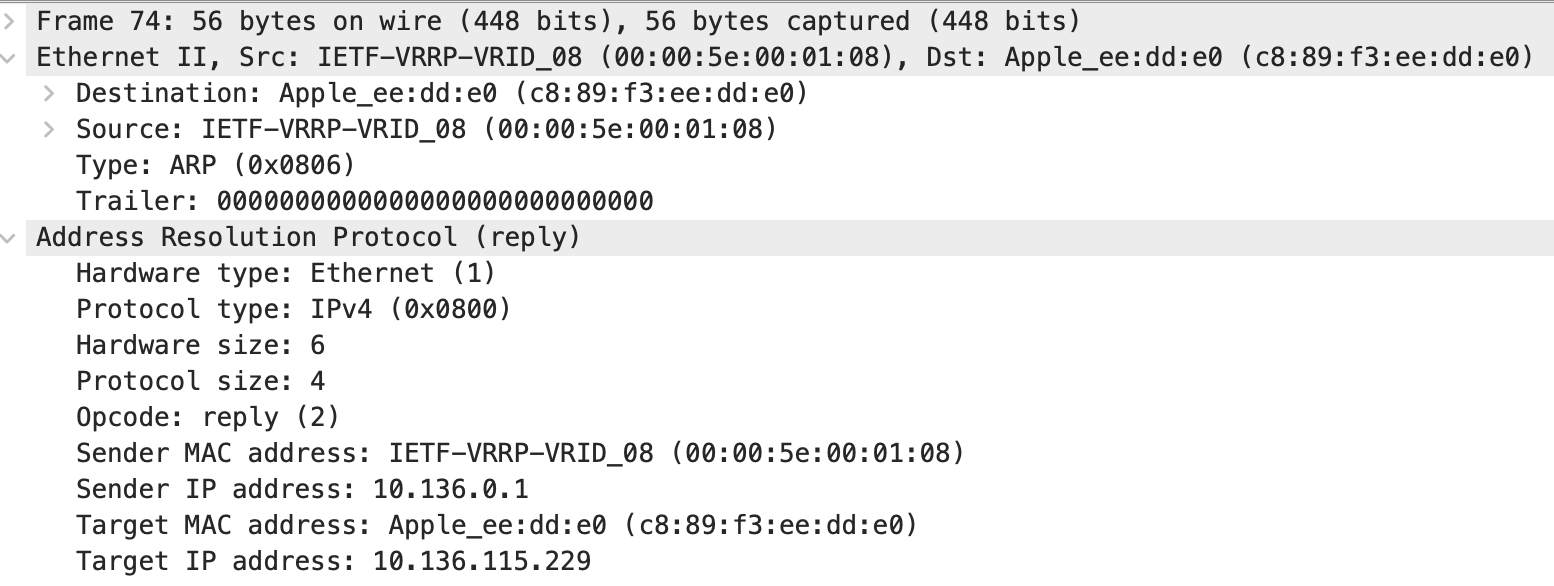 Frame 74: 56 bytes on wire (448 bits), 56 bytes captured (448 bits)
Ethernet II, Src: IETF-VRRP-VRID_08 (00:00:5e:00:01:08), Dst: Apple_ee:dd:e0 (c8:89:f3:ee:dd:e0)
Destination: Apple_ee:dd:e0 (c8:89:f3:ee:dd:e0)
Source: IETF-VRRP-VRID_08 (00:00:5e:00:01:08)
Type: ARP (0x0806)
Trailer: 0000000000000000000000000000
Address Resolution Protocol (reply)
Hardware type: Ethernet (1)
Protocol type: IPv4 (0x0800)
Hardware size: 6
Protocol size: 4
Opcode: reply (2)
Sender MAC address: IETF-VRRP-VRID_08 (00:00:5e:00:01:08)
Sender IP address: 10.136.0.1
Target MAC address: Apple_ee:dd:e0 (c8:89:f3:ee:dd:e0)
Target IP address: 10.136.115.229